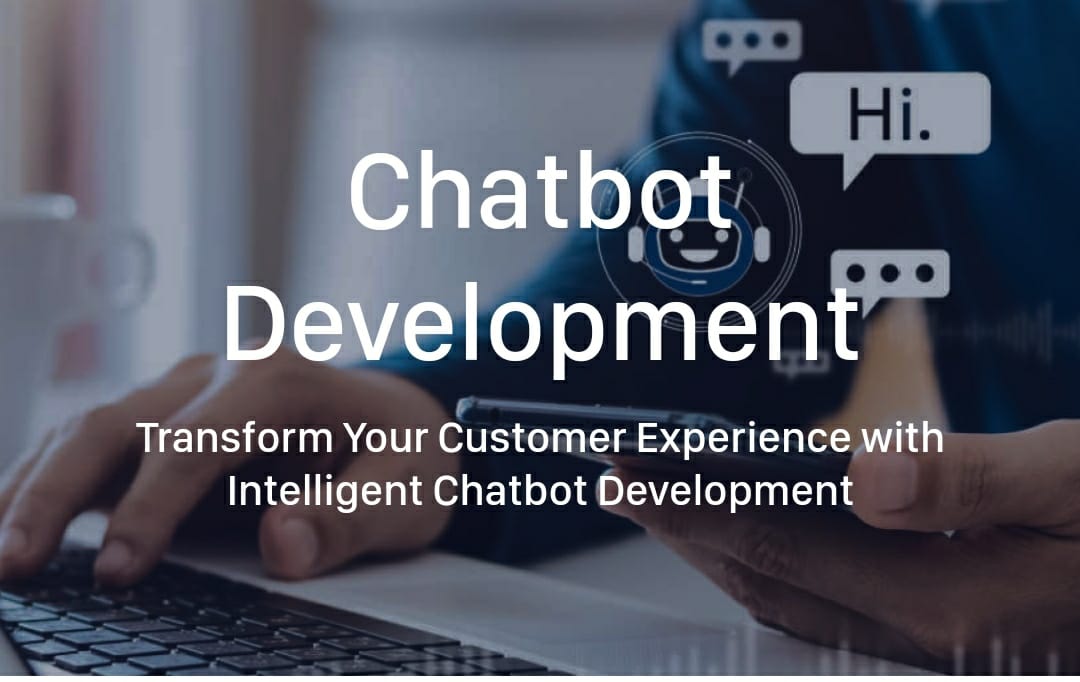 Hi.
Chatbot
Development
Transform Your Customer Experience with
Intelligent Chatbot Development